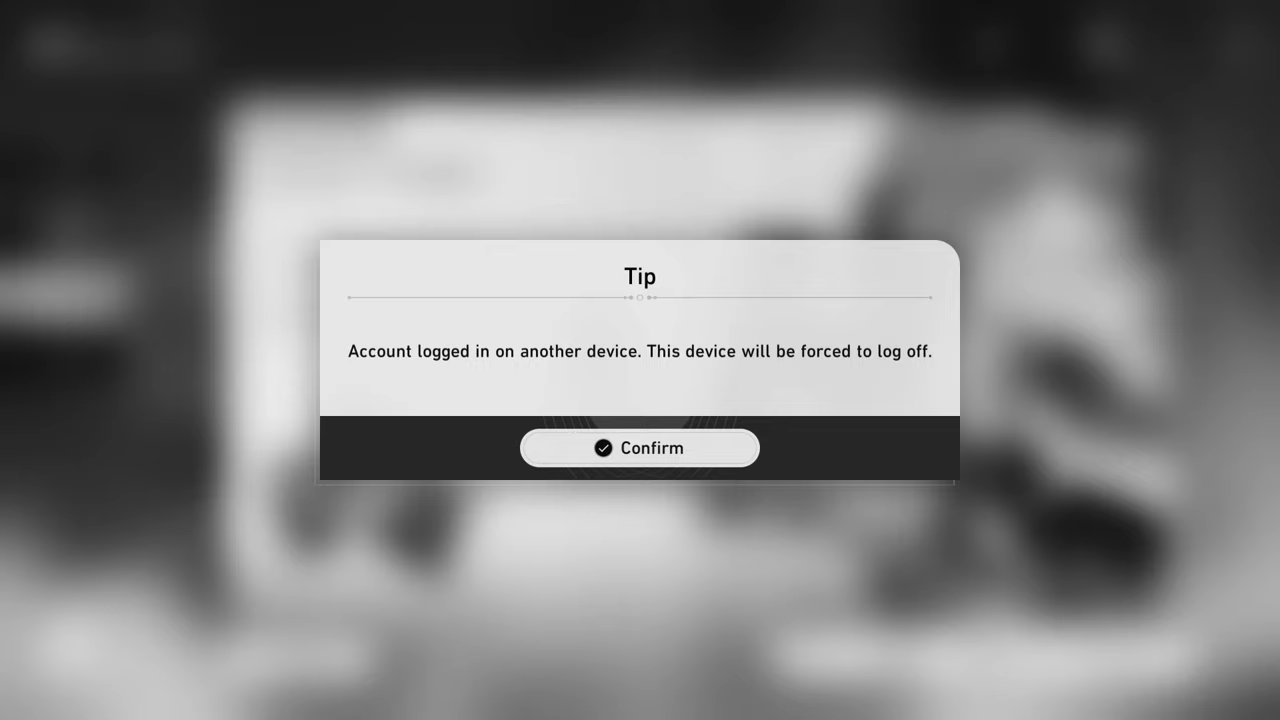 Tip
Account logged in on another device. This device will be forced to log off.
Confirm